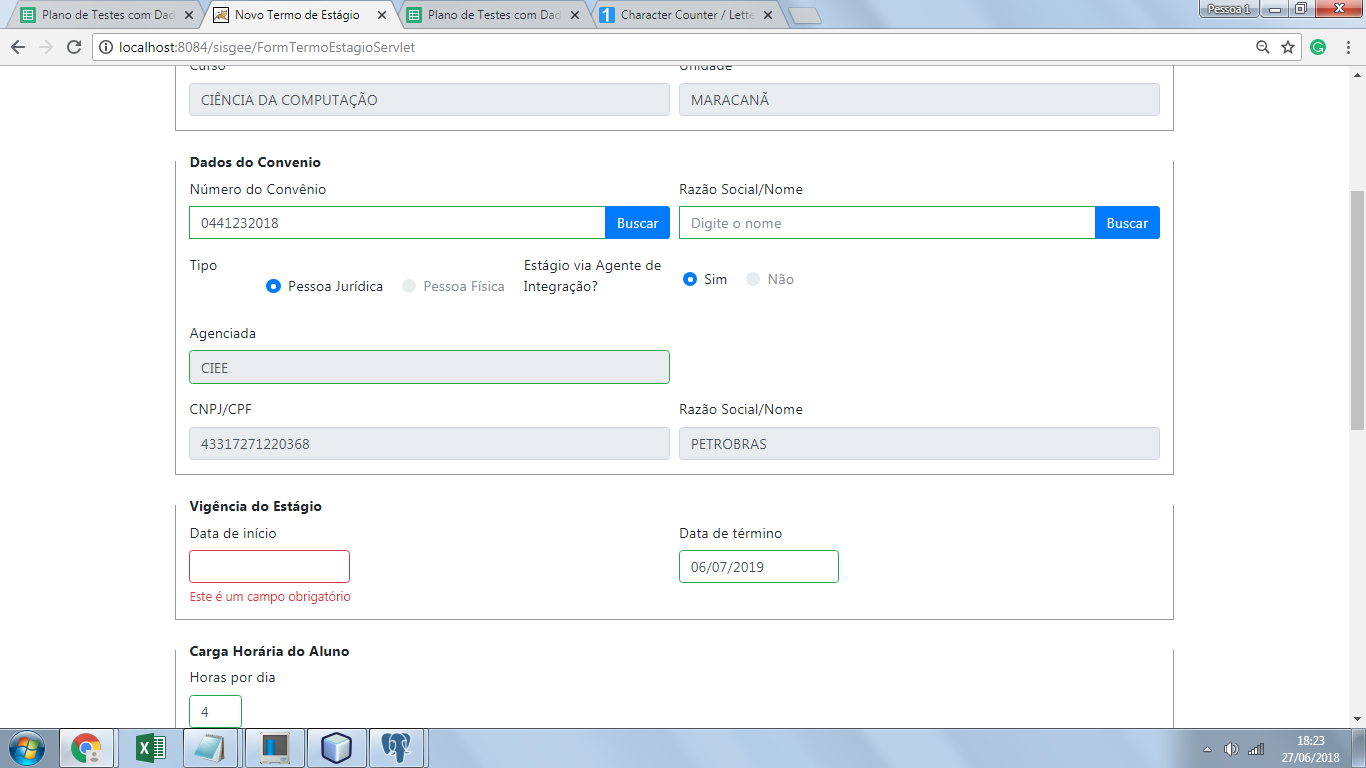 Plano de Testes com Dad
Novo Termo de Estágio
Plano de Testes com Dad
Character Counter / Lette
Pessoa 1
localhost:8084/sisgee/FormTermoEstagioServlet
Curso
Unidade
CIÊNCIA DA COMPUTAÇÃO
MARACANÃ
Dados do Convenio
Número do Convênio
Razão Social/Nome
0441232018
Buscar
Digite o nome
Buscar
Tipo
Pessoa Jurídica
Pessoa Física
Estágio via Agente de
Integração?
Sim
Não
Agenciada
CIEE
CNPJ/CPF
Razão Social/Nome
43317271220368
PETROBRAS
Vigência do Estágio
Data de início
Data de término
06/07/2019
Este é um campo obrigatório
Carga Horária do Aluno
Horas por dia
4
18:23
27/06/2018